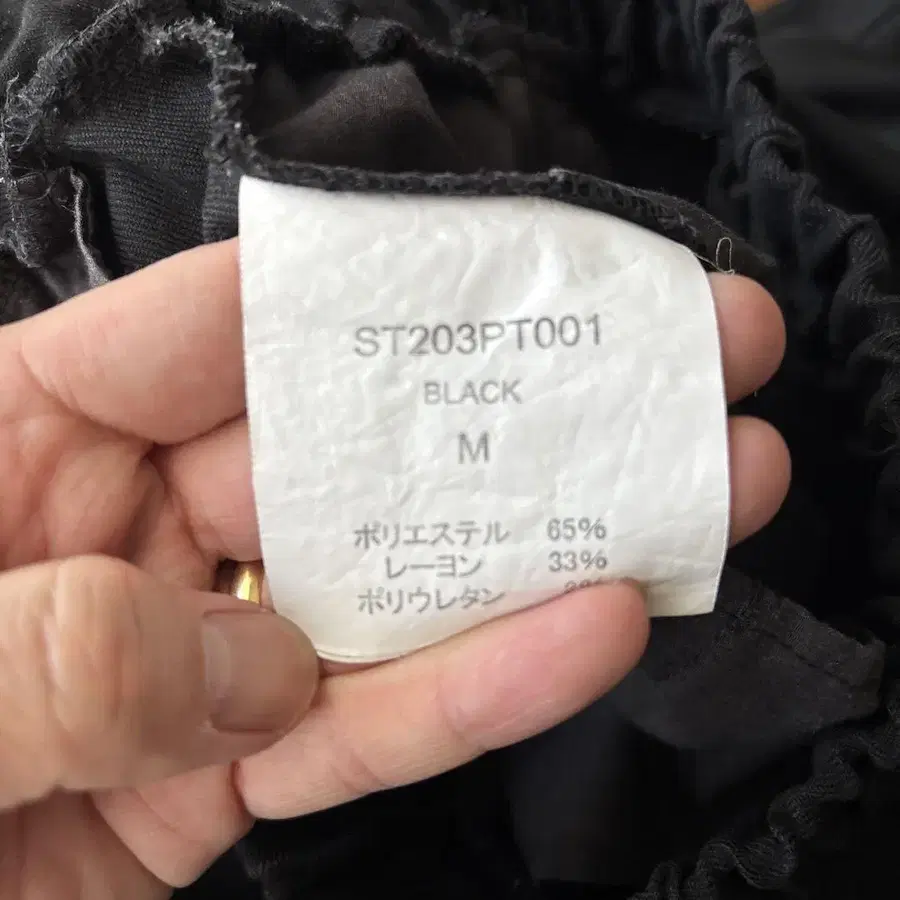 ST203PT001
BLACK
M
ポリエステル 65%
レーヨン 33%
ポリウレタン